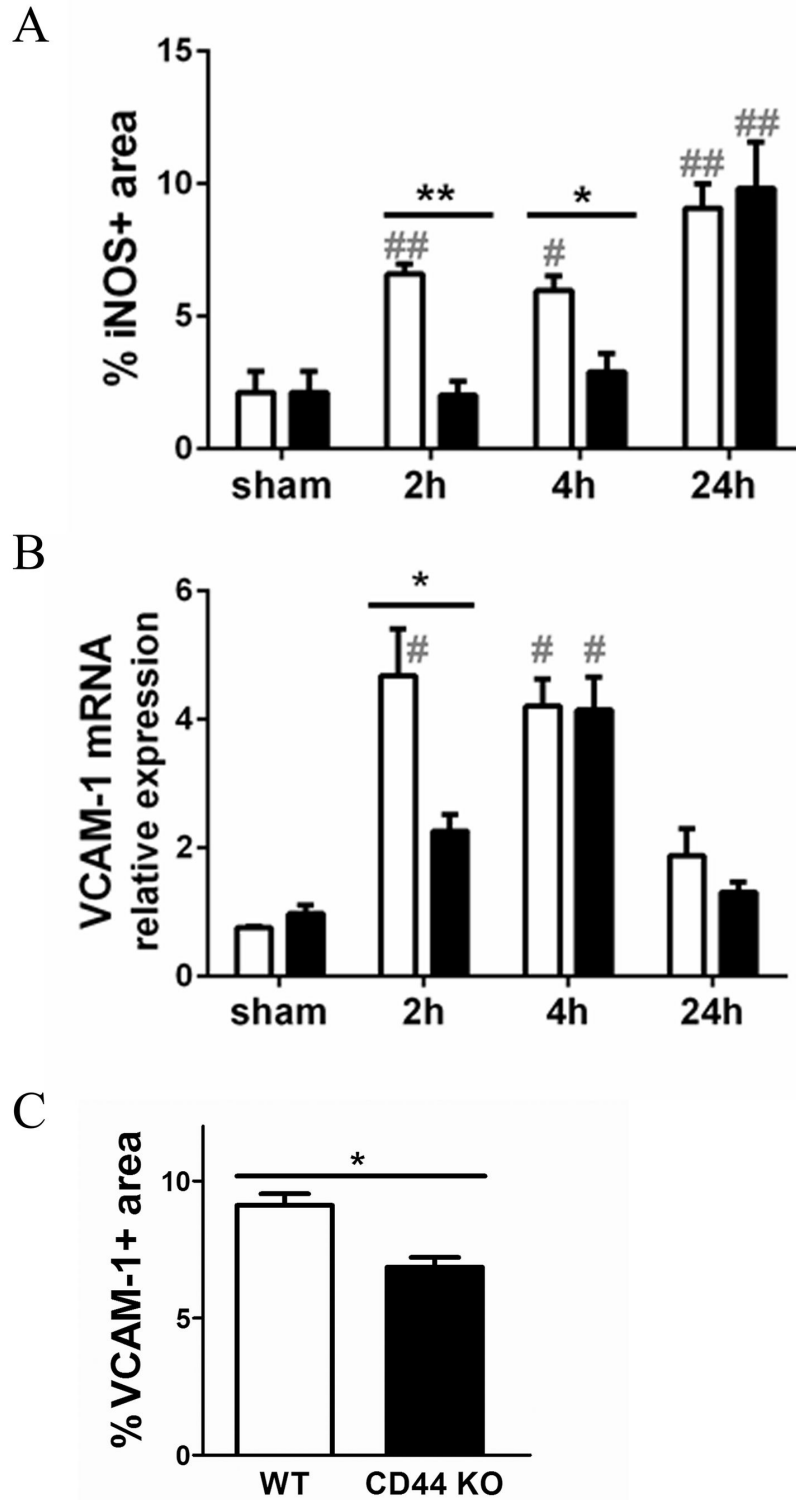 A
% iNOS+ area
15
10
5
0
**
*
##
#
##
##
sham 2h 4h 24h
B
VCAM-1 mRNA
relative expression
6
4
2
0
*
#
#
#
sham 2h 4h 24h
C
% VCAM-1+ area
10
5
0
*
WT CD44 KO